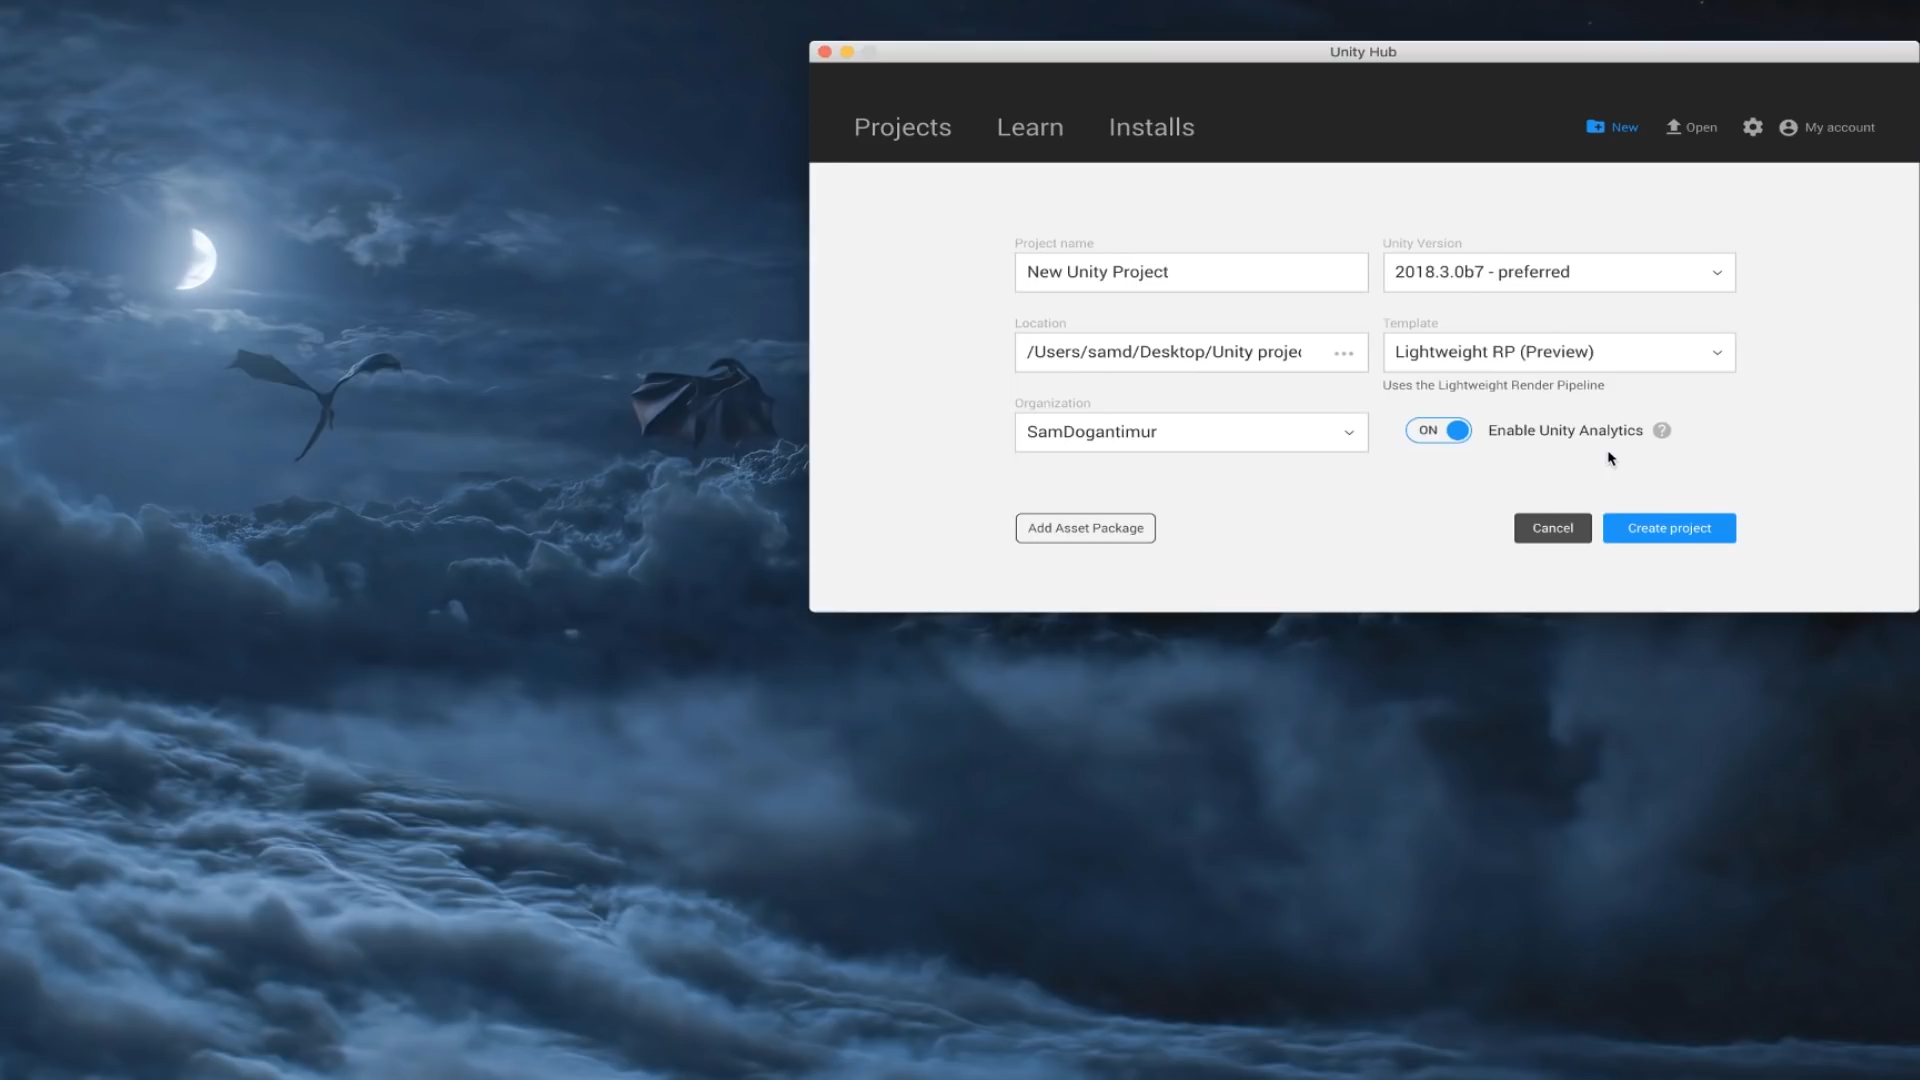 Unity Hub
Projects Learn Installs New Open My account
Project name Unity Version
New Unity Project 2018.3.0b7 - preferred
Location Template
/Users/samd/Desktop/Unity projec ••• Lightweight RP (Preview)
Uses the Lightweight Render Pipeline
Organization
SamDogantimur ON Enable Unity Analytics ?
Add Asset Package Cancel Create project